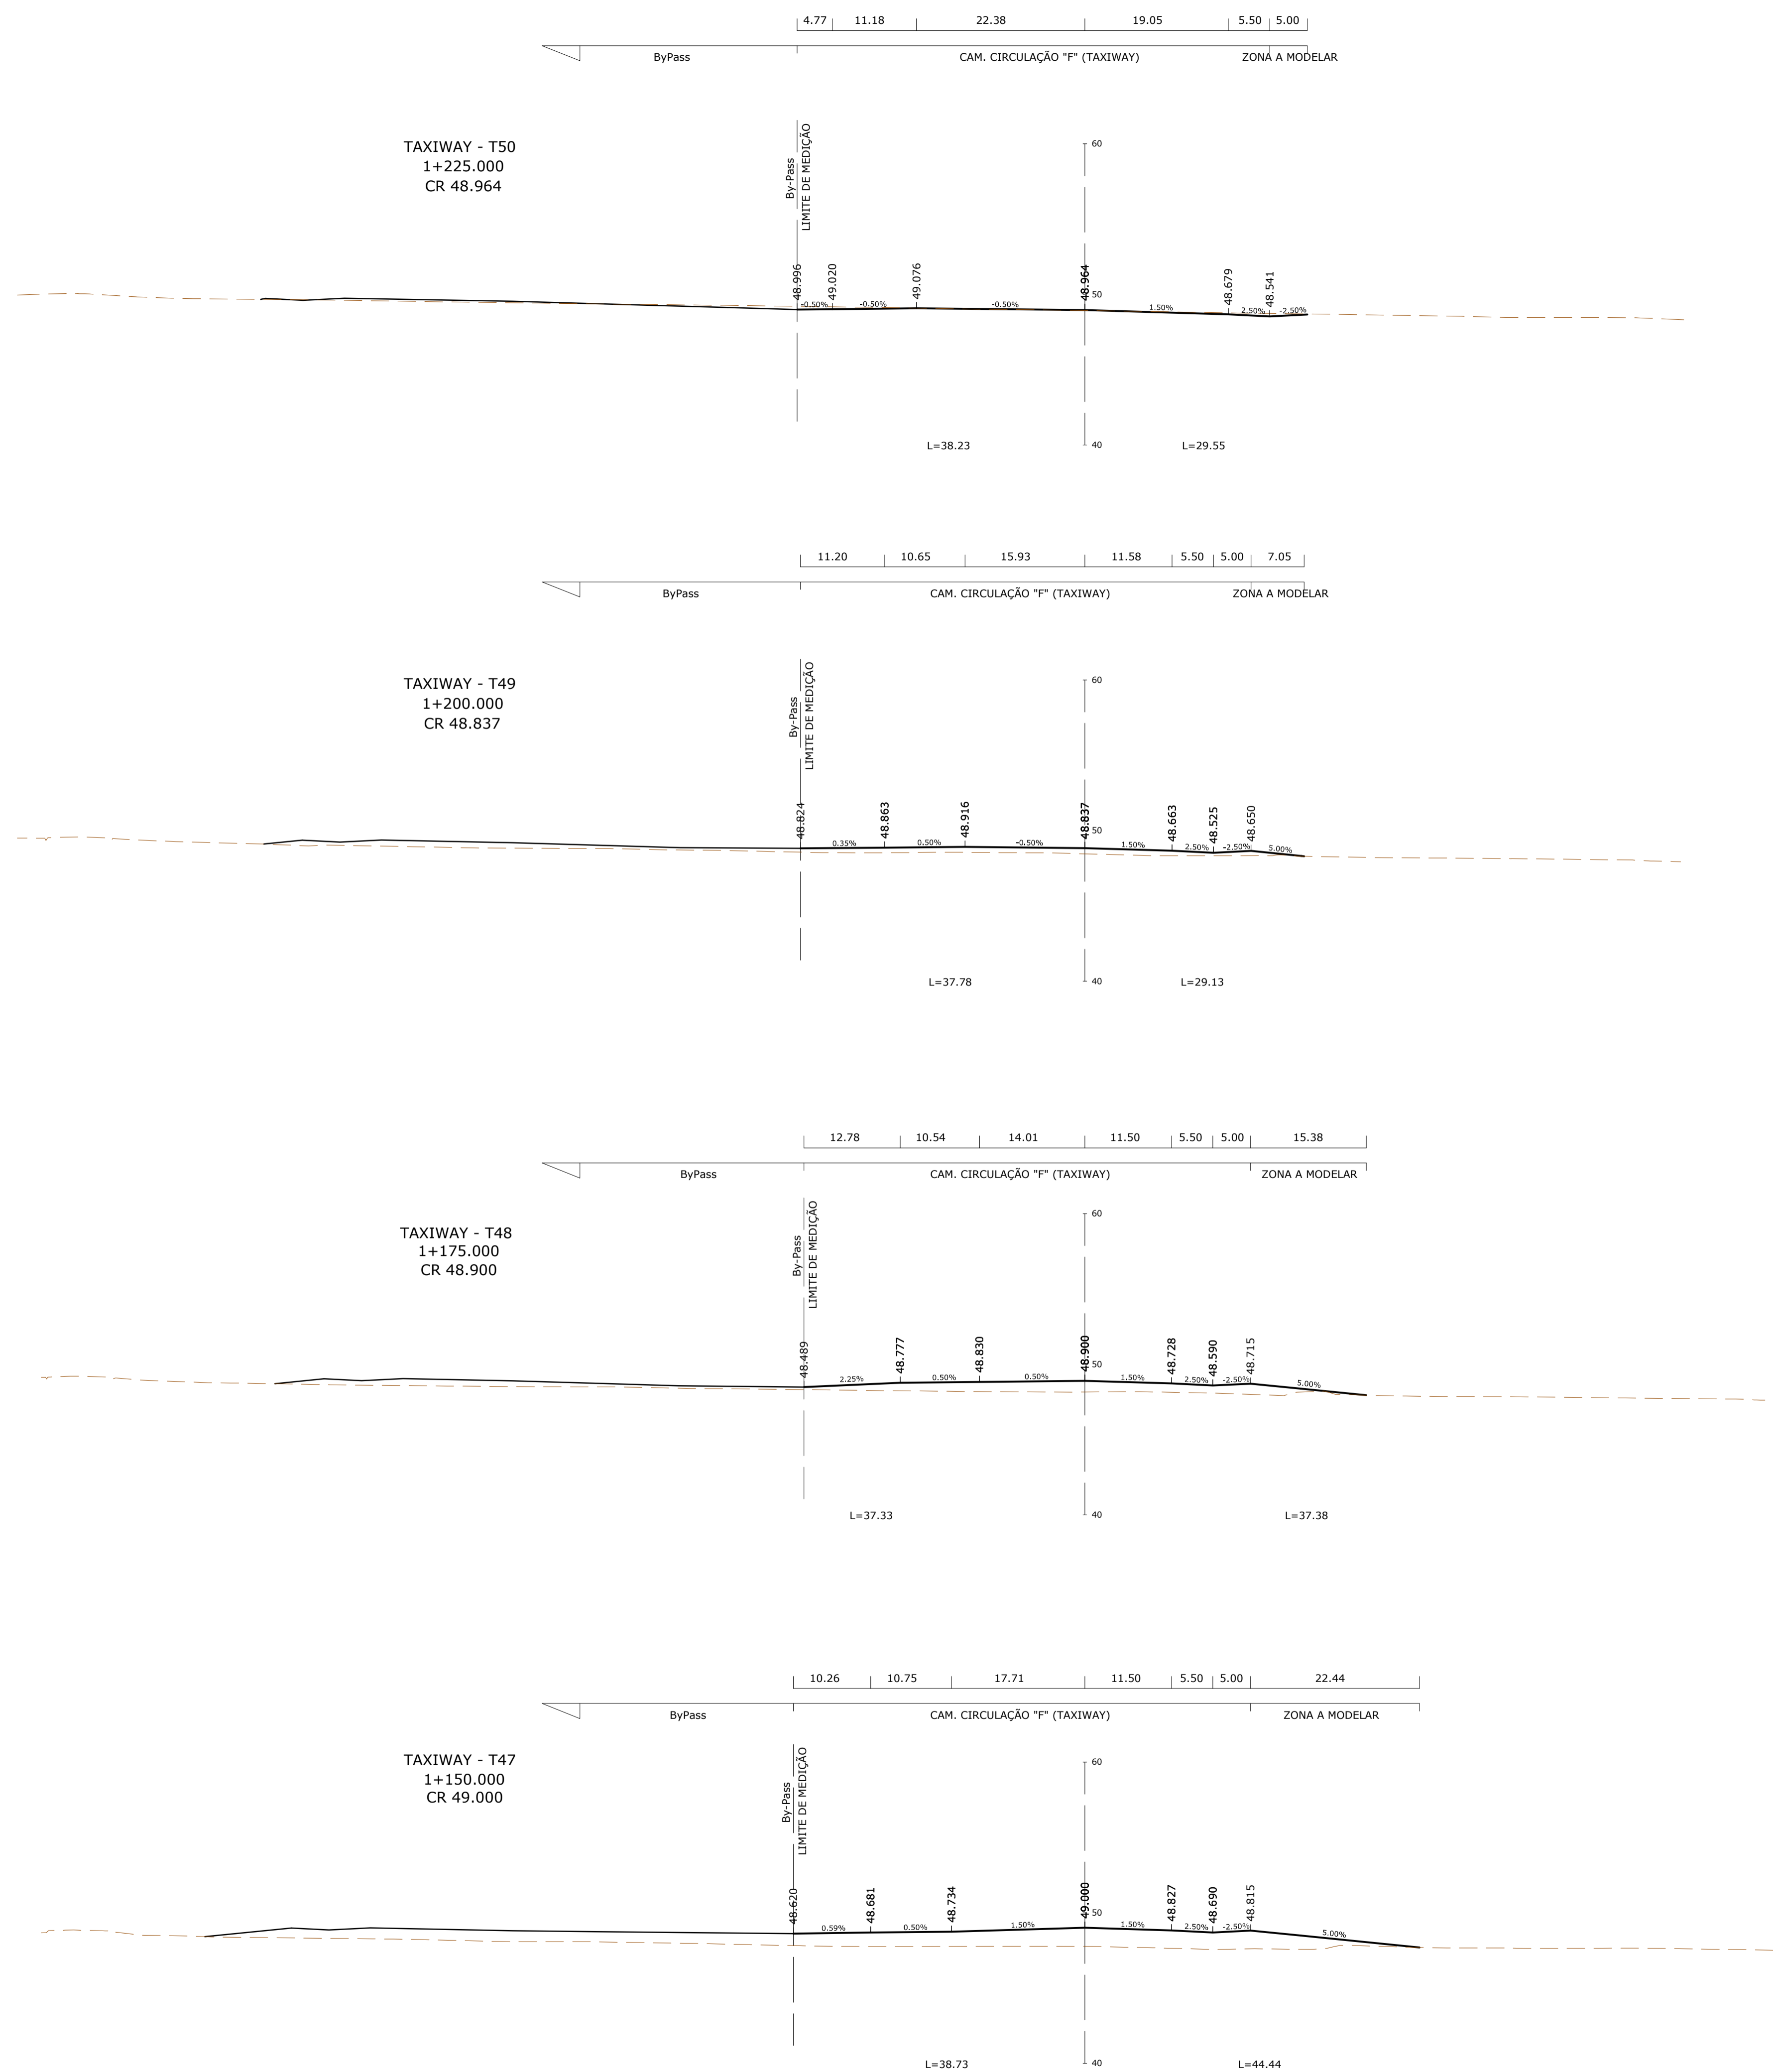 4.77 11.18 22.38 19.05 5.50 5.00
ByPass CAM. CIRCULAÇÃO "F" (TAXIWAY) ZONA A MODELAR
TAXIWAY - T50
1+225.000
CR 48.964
By-Pass
LIMITE DE MEDIÇÃO
60
48.996 49.020 49.076 48.964 48.679 48.541
50
-0.50% -0.50% -0.50% 1.50% 2.50% -2.50%
L=38.23 40 L=29.55
11.20 10.65 15.93 11.58 5.50 5.00 7.05
ByPass CAM. CIRCULAÇÃO "F" (TAXIWAY) ZONA A MODELAR
TAXIWAY - T49
1+200.000
CR 48.837
By-Pass
LIMITE DE MEDIÇÃO
60
48.824 48.863 48.916 48.837 48.663 48.525 48.650
50
0.35% 0.50% -0.50% 1.50% 2.50% -2.50% 5.00%
L=37.78 40 L=29.13
12.78 10.54 14.01 11.50 5.50 5.00 15.38
ByPass CAM. CIRCULAÇÃO "F" (TAXIWAY) ZONA A MODELAR
TAXIWAY - T48
1+175.000
CR 48.900
By-Pass
LIMITE DE MEDIÇÃO
60
48.489 48.777 48.830 48.900 48.728 48.590 48.715
50
2.25% 0.50% 0.50% 1.50% 2.50% -2.50% 5.00%
L=37.33 40 L=37.38
10.26 10.75 17.71 11.50 5.50 5.00 22.44
ByPass CAM. CIRCULAÇÃO "F" (TAXIWAY) ZONA A MODELAR
TAXIWAY - T47
1+150.000
CR 49.000
By-Pass
LIMITE DE MEDIÇÃO
60
48.620 48.681 48.734 49.000 48.827 48.690 48.815
50
0.59% 0.50% 1.50% 1.50% 2.50% -2.50% 5.00%
L=38.73 40 L=44.44